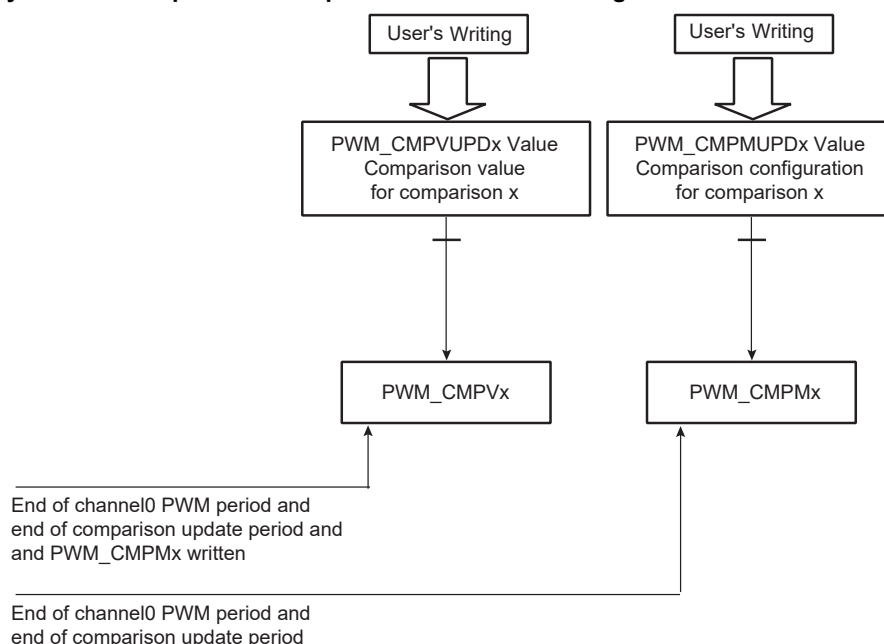 User's Writing
User's Writing
PWM_CMPVUPDx Value
Comparison value
for comparison x
PWM_CMPMUPDx Value
Comparison configuration
for comparison x
PWM_CMPVx
PWM_CMPMx
End of channel0 PWM period and
end of comparison update period and
and PWM_CMPMx written
End of channel0 PWM period and
end of comparison update period